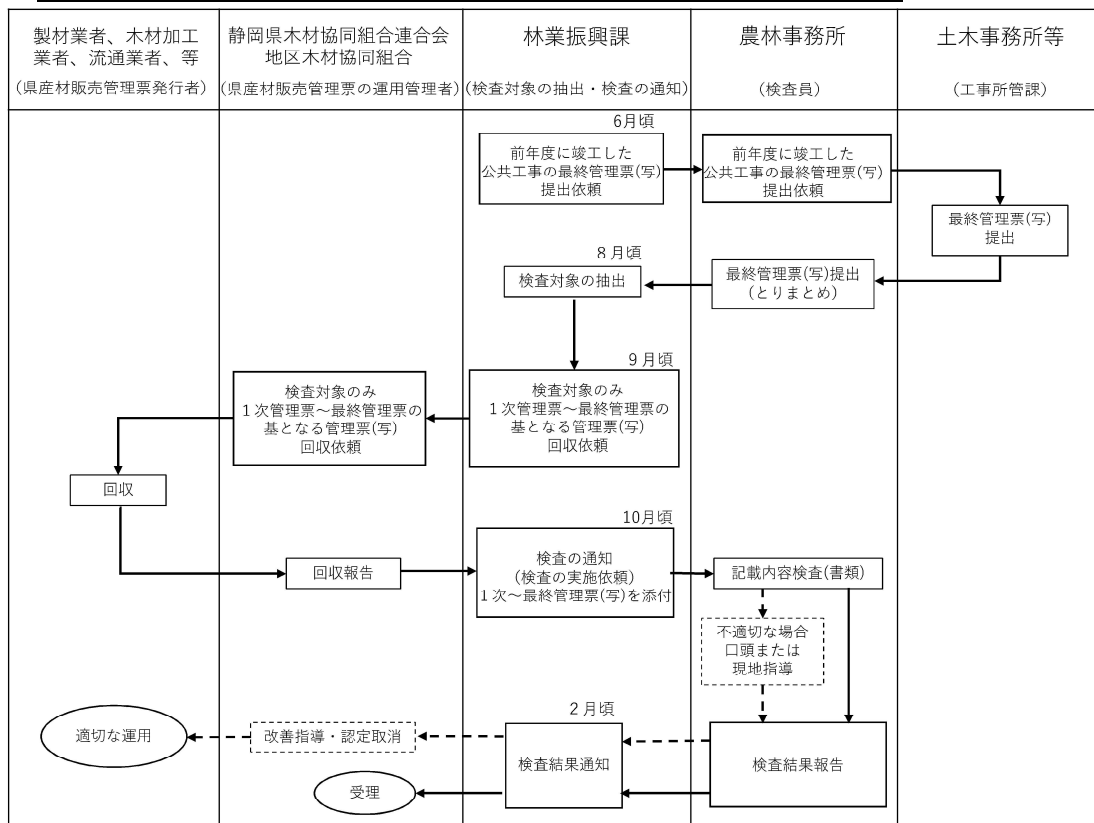 製材業者、木材加工
業者、流通業者、等
(県産材販売管理票発行者)
静岡県木材協同組合連合会
地区木材協同組合
(県産材販売管理票の運用管理者)
林業振興課
(検査対象の抽出・検査の通知)
農林事務所
(検査員)
土木事務所等
(工事所管課)
6月頃
前年度に竣工した
公共工事の最終管理票(写)
提出依頼
前年度に竣工した
公共工事の最終管理票(写)
提出依頼
最終管理票(写)
提出
8月頃
検査対象の抽出
最終管理票(写)提出
(とりまとめ)
9月頃
検査対象のみ
1次管理票～最終管理票の
基となる管理票(写)
回収依頼
検査対象のみ
1次管理票～最終管理票の
基となる管理票(写)
回収依頼
回収
回収報告
10月頃
検査の通知
(検査の実施依頼)
1次～最終管理票(写)を添付
記載内容検査(書類)
不適切な場合
口頭または
現地指導
2月頃
適切な運用
改善指導・認定取消
検査結果通知
検査結果報告
受理